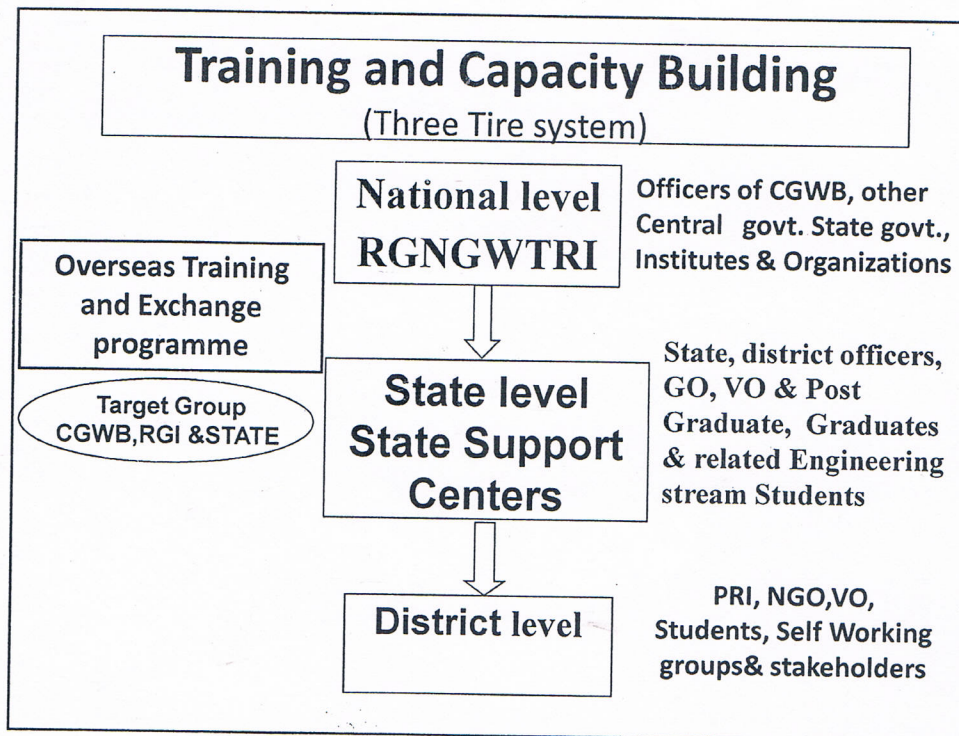 Training and Capacity Building
(Three Tire system)
National level
RGNGWTRI
Officers of CGWB, other
Central govt. State govt.,
Institutes & Organizations
Overseas Training
and Exchange
programme
Target Group
CGWB,RGI &STATE
State level
State Support
Centers
State, district officers,
GO, VO & Post
Graduate, Graduates
& related Engineering
stream Students
District level
PRI, NGO,VO,
Students, Self Working
groups& stakeholders